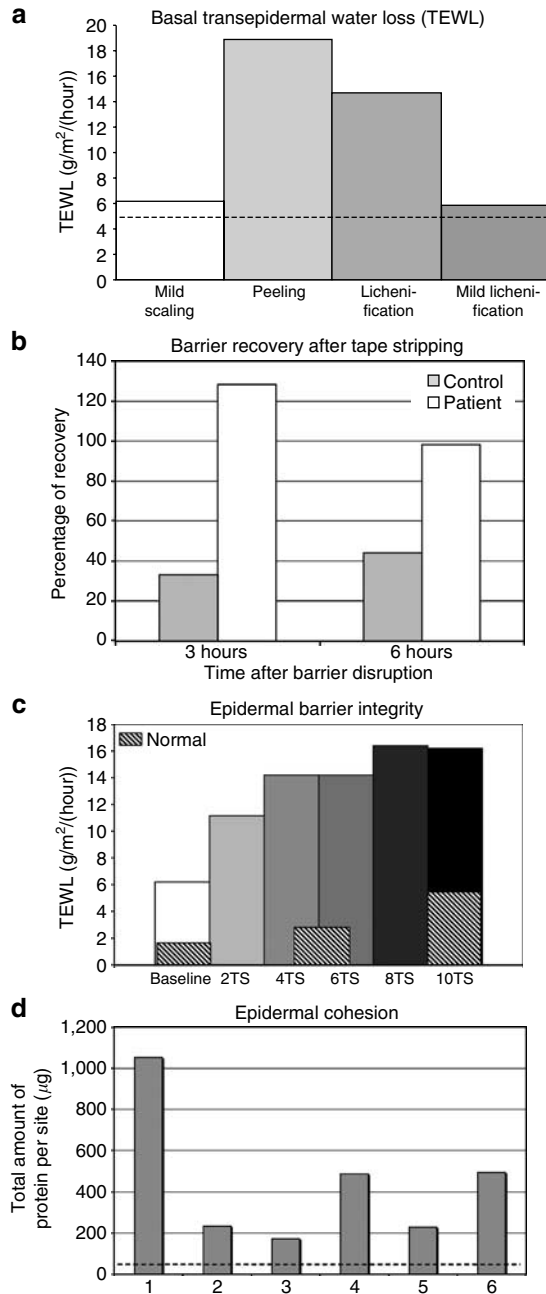 a
Basal transepidermal water loss (TEWL)
TEWL (g/m²/(hour))
20
18
16
14
12
10
8
6
4
2
0
Mild scaling
Peeling
Licheni-
fication
Mild licheni-
fication
b
Barrier recovery after tape stripping
Percentage of recovery
140
120
100
80
60
40
20
0
Control
Patient
3 hours
6 hours
Time after barrier disruption
c
Epidermal barrier integrity
TEWL (g/m²/(hour))
18
16
14
12
10
8
6
4
2
0
Normal
Baseline 2TS 4TS 6TS 8TS 10TS
d
Epidermal cohesion
Total amount of
protein per site (µg)
1,200
1,000
800
600
400
200
0
1 2 3 4 5 6